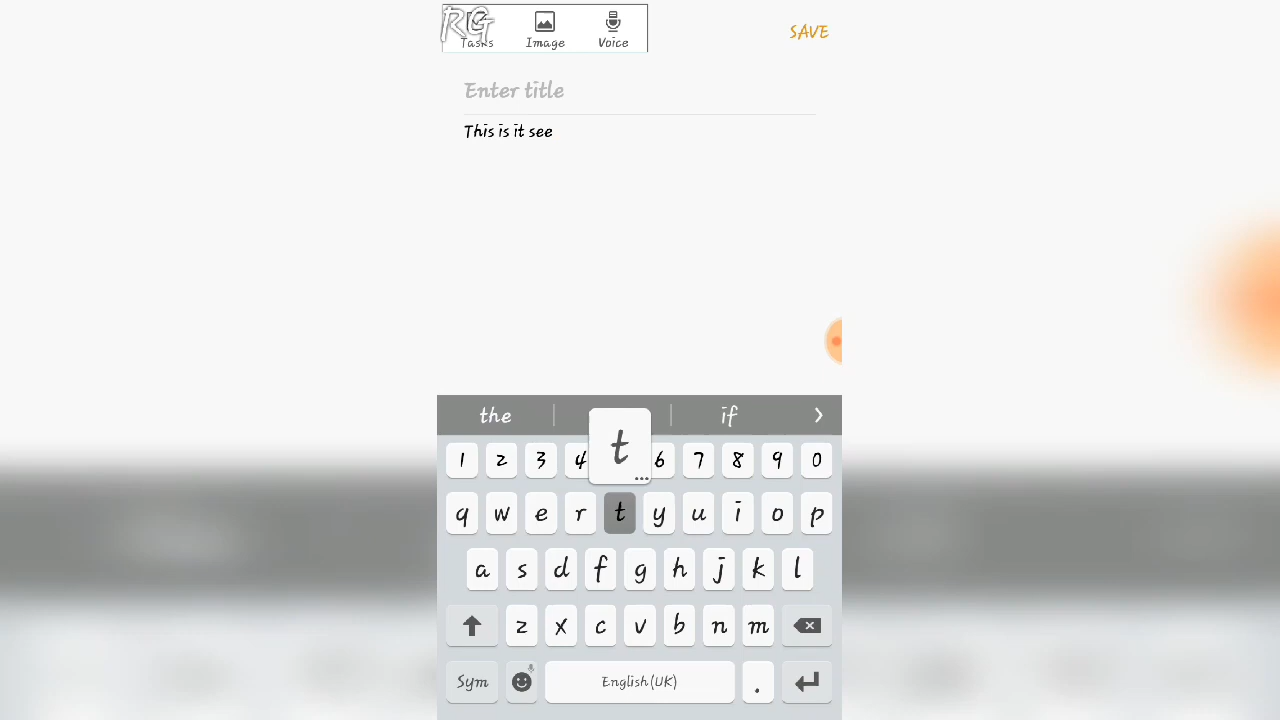 RG
Tasks Image Voice SAVE
Enter title
This is it see
the if
1 2 3 4 6 7 8 9 0
t
q w e r t y u i o p
a s d f g h j k l
z x c v b n m
Sym English(UK) .